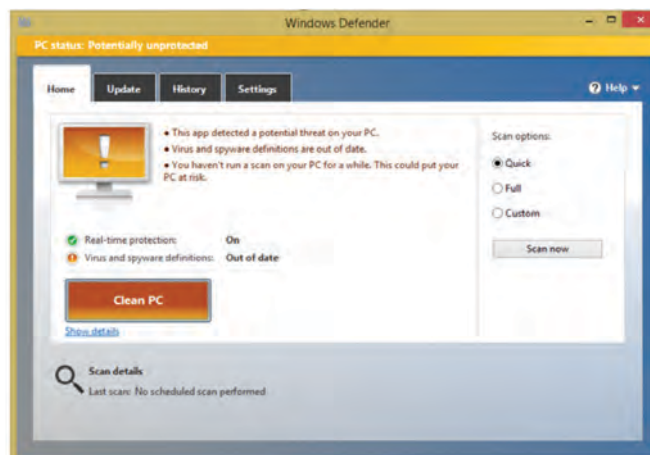 Windows Defender
PC status: Potentially unprotected
Home Update History Settings Help
• This app detected a potential threat on your PC.
• Virus and spyware definitions are out of date.
• You haven't run a scan on your PC for a while. This could put your
PC at risk.
Scan options:
Quick
Full
Custom
Scan now
Real-time protection: On
Virus and spyware definitions: Out of date
Clean PC
Show details
Scan details
Last scan: No scheduled scan performed